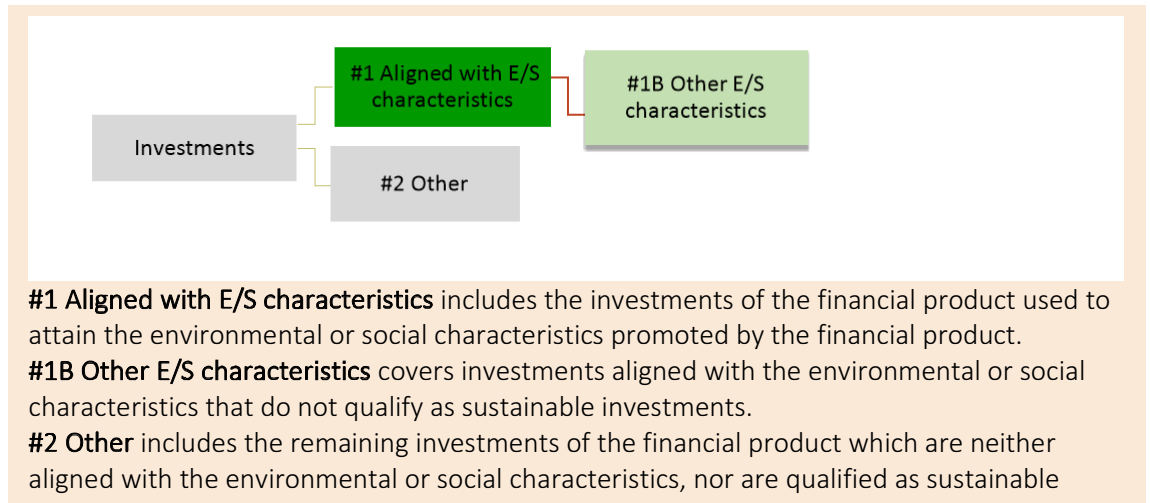 #1 Aligned with E/S
characteristics
#1B Other E/S
characteristics
Investments
#2 Other
#1 Aligned with E/S characteristics includes the investments of the financial product used to
attain the environmental or social characteristics promoted by the financial product.
#1B Other E/S characteristics covers investments aligned with the environmental or social
characteristics that do not qualify as sustainable investments.
#2 Other includes the remaining investments of the financial product which are neither
aligned with the environmental or social characteristics, nor are qualified as sustainable